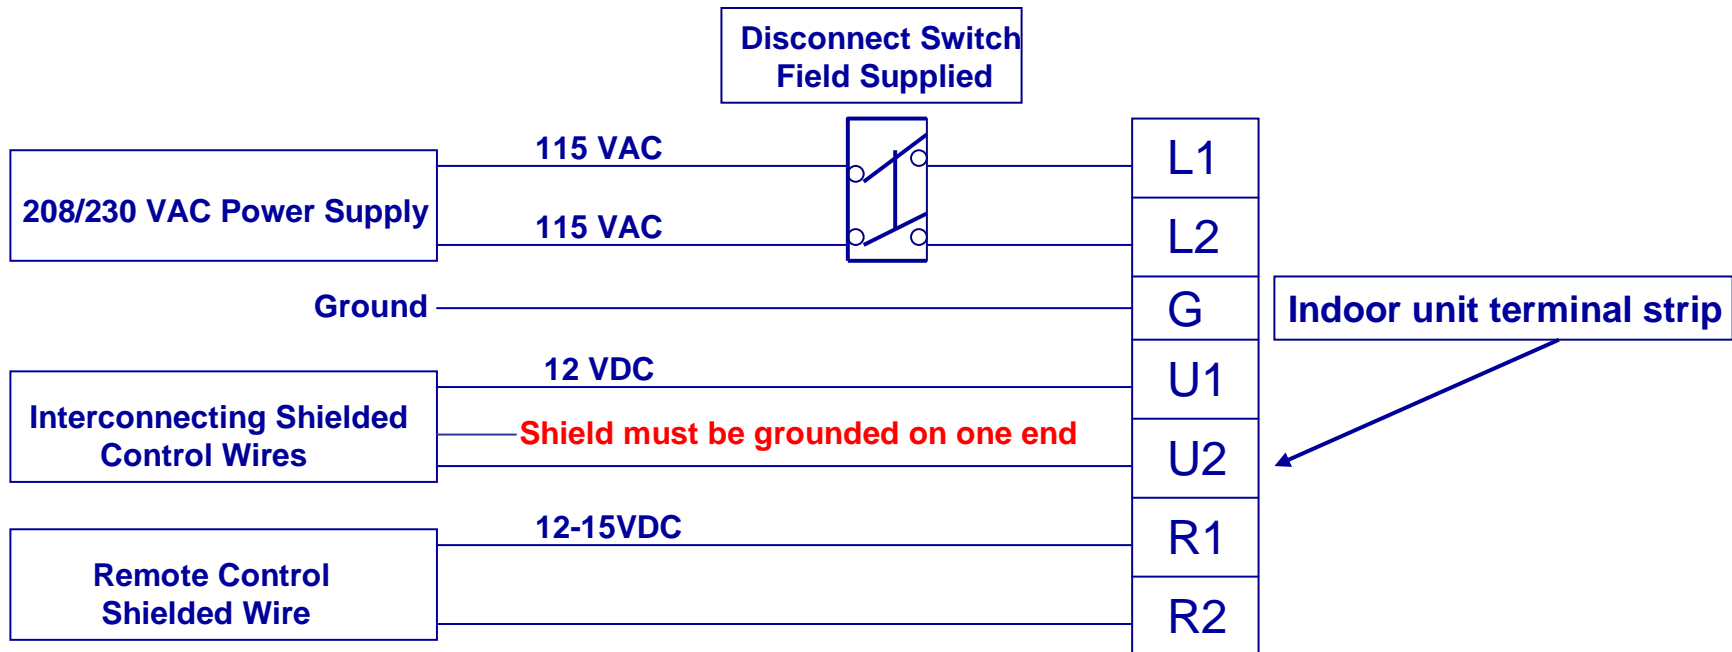 Disconnect Switch
Field Supplied
115 VAC
L1
208/230 VAC Power Supply
115 VAC
L2
Ground
G
Indoor unit terminal strip
12 VDC
U1
Interconnecting Shielded
Control Wires
Shield must be grounded on one end
U2
12-15VDC
R1
Remote Control
Shielded Wire
R2